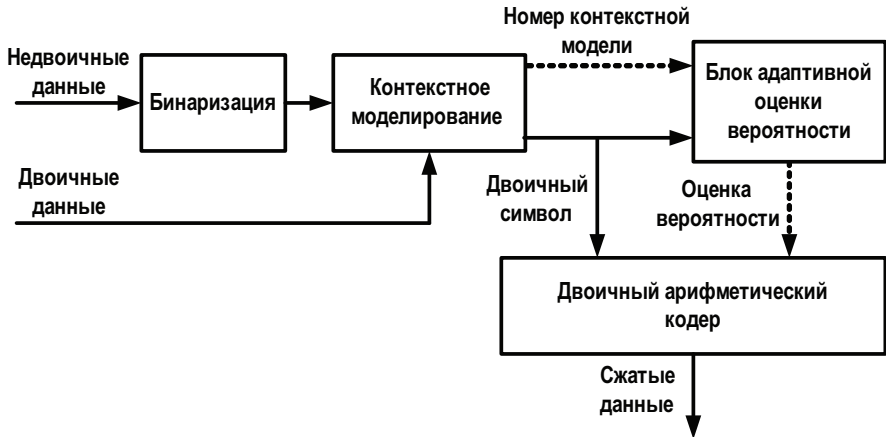 Номер контекстной
модели
Недвоичные
данные
Бинаризация
Контекстное
моделирование
Блок адаптивной
оценки
вероятности
Двоичные
данные
Двоичный
символ
Оценка
вероятности
Двоичный арифметический
кодер
Сжатые
данные